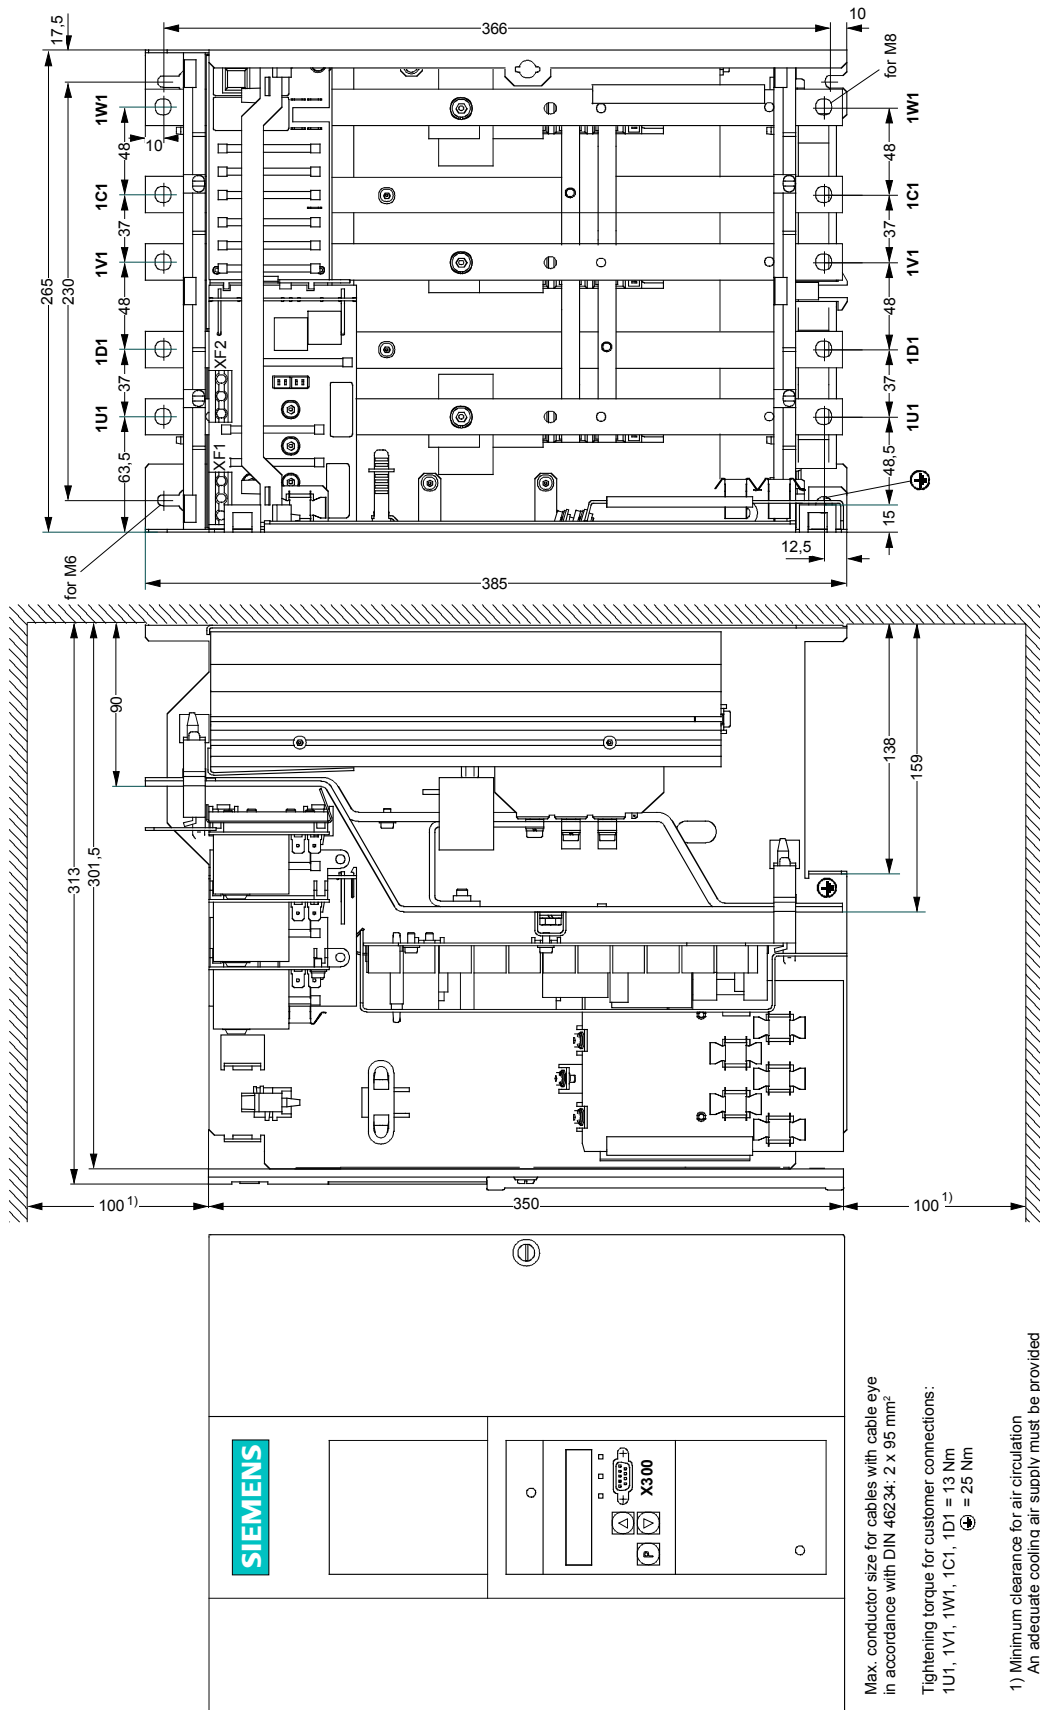 366
10
17,5
for M8
1W1
1W1
10
48
48
1C1
1C1
37
37
1V1
1V1
265
230
48
48
1D1
1D1
XF2
37
37
1U1
1U1
XF1
63,5
48,5
15
12,5
for M6
385
90
138
159
313
301,5
100 1)
350
100 1)
SIEMENS
X300
P
Max. conductor size for cables with cable eye
in accordance with DIN 46234: 2 x 95 mm²
Tightening torque for customer connections:
1U1, 1V1, 1W1, 1C1, 1D1 = 13 Nm
= 25 Nm
1) Minimum clearance for air circulation
An adequate cooling air supply must be provided